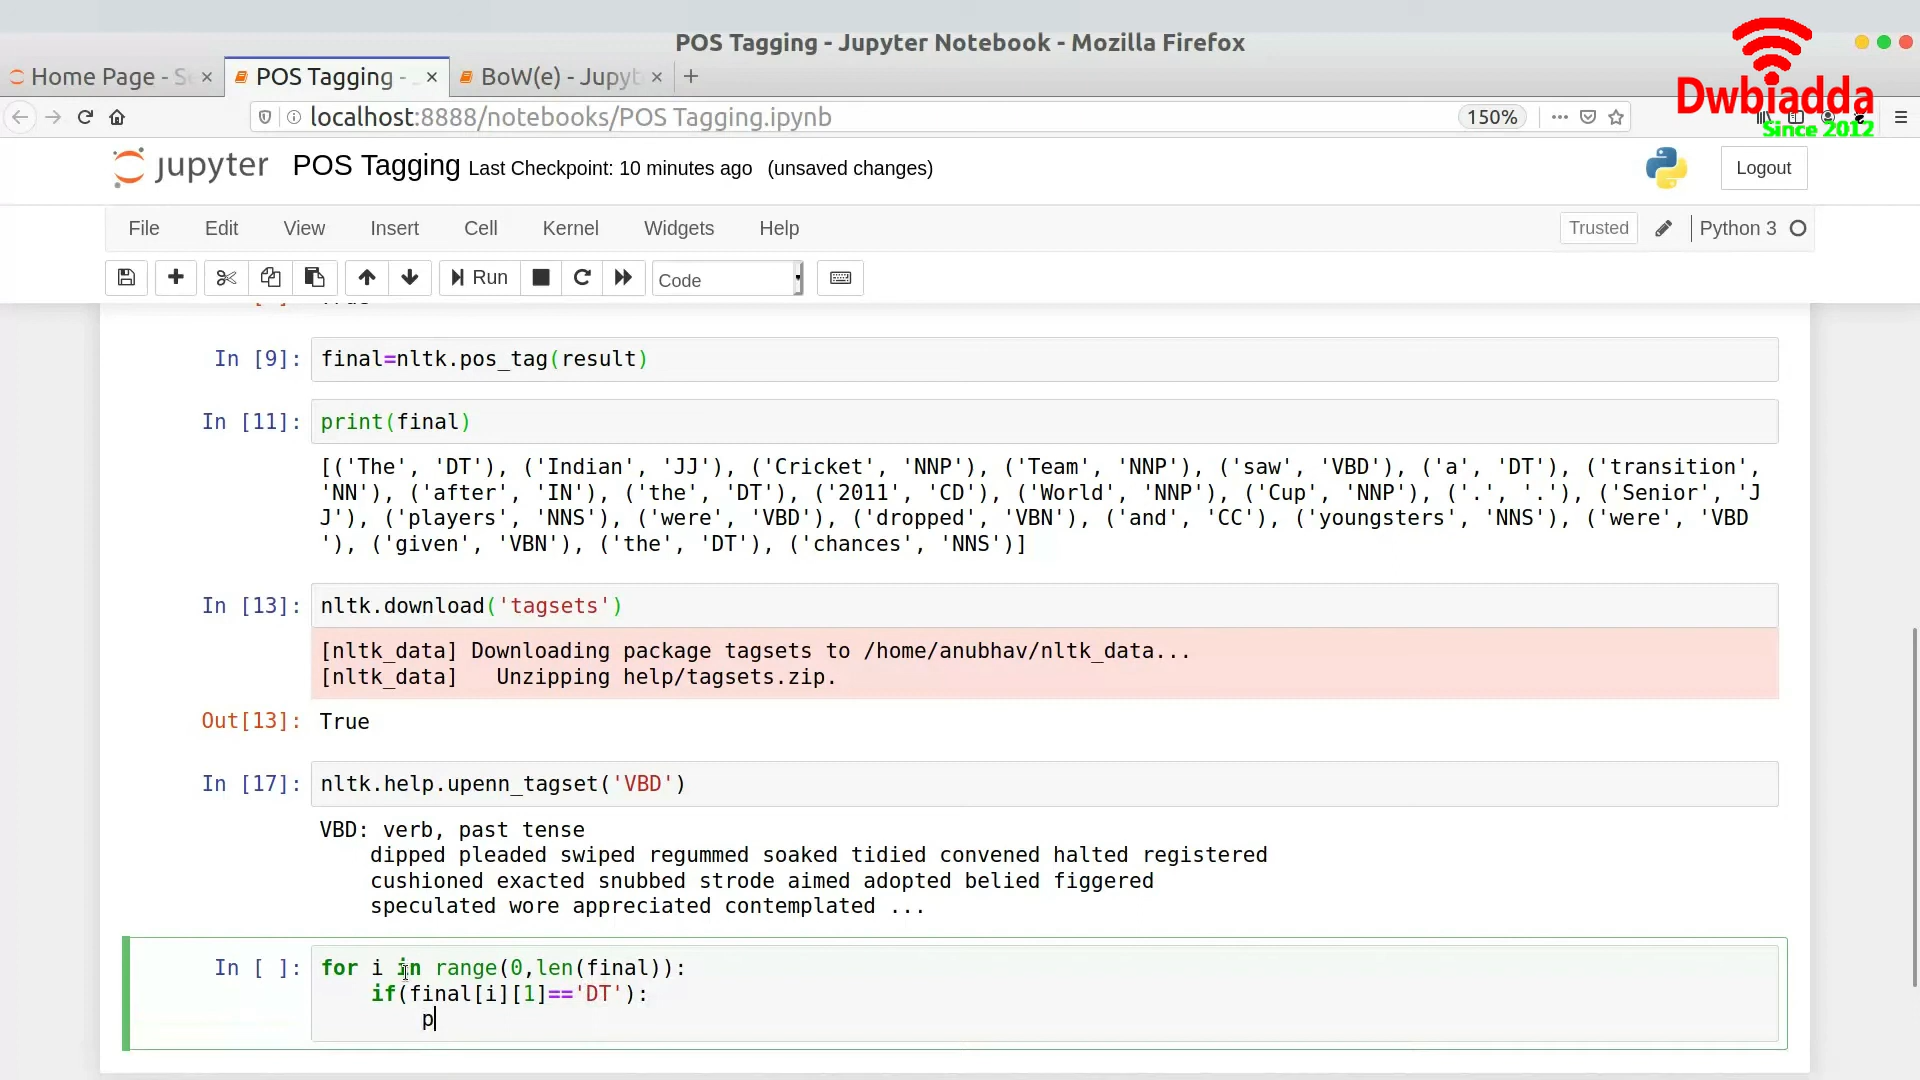 POS Tagging - Jupyter Notebook - Mozilla Firefox
Home Page - S
POS Tagging -
BoW(e) - Jupyt
localhost:8888/notebooks/POS Tagging.ipynb
150%
Dwbiadda
Since 2012
jupyter POS Tagging Last Checkpoint: 10 minutes ago (unsaved changes)
Logout
File Edit View Insert Cell Kernel Widgets Help
Trusted
Python 3
Run
Code
In [9]: final=nltk.pos_tag(result)
In [11]: print(final)
[('The', 'DT'), ('Indian', 'JJ'), ('Cricket', 'NNP'), ('Team', 'NNP'), ('saw', 'VBD'), ('a', 'DT'), ('transition',
'NN'), ('after', 'IN'), ('the', 'DT'), ('2011', 'CD'), ('World', 'NNP'), ('Cup', 'NNP'), ('.', '.'), ('Senior', 'J
J'), ('players', 'NNS'), ('were', 'VBD'), ('dropped', 'VBN'), ('and', 'CC'), ('youngsters', 'NNS'), ('were', 'VBD
'), ('given', 'VBN'), ('the', 'DT'), ('chances', 'NNS')]
In [13]: nltk.download('tagsets')
[nltk_data] Downloading package tagsets to /home/anubhav/nltk_data...
[nltk_data]   Unzipping help/tagsets.zip.
Out[13]: True
In [17]: nltk.help.upenn_tagset('VBD')
VBD: verb, past tense
    dipped pleaded swiped regummed soaked tidied convened halted registered
    cushioned exacted snubbed strode aimed adopted belied figgered
    speculated wore appreciated contemplated ...
In [ ]: for i in range(0,len(final)):
    if(final[i][1]=='DT'):
        p